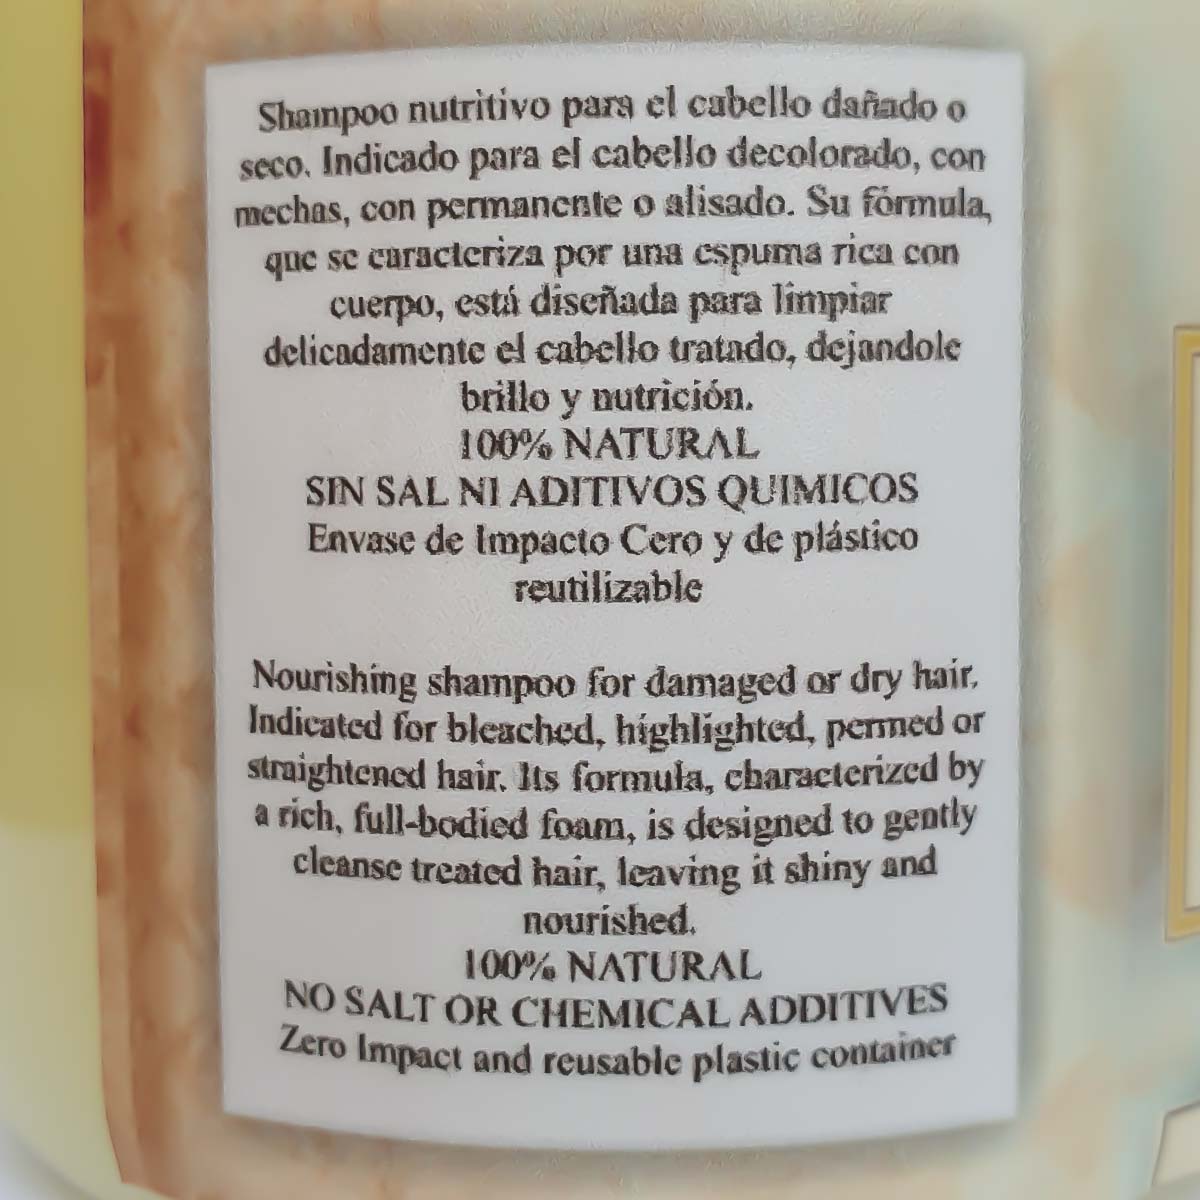 Shampoo nutritivo para el cabello dañado o
seco. Indicado para el cabello decolorado, con
mechas, con permanente o alisado. Su fórmula,
que se caracteriza por una espuma rica con
cuerpo, está diseñada para limpiar
delicadamente el cabello tratado, dejandole
brillo y nutrición.
100% NATURAL
SIN SAL NI ADITIVOS QUIMICOS
Envase de Impacto Cero y de plástico
reutilizable
Nourishing shampoo for damaged or dry hair.
Indicated for bleached, highlighted, permed or
straightened hair. Its formula, characterized by
a rich, full-bodied foam, is designed to gently
cleanse treated hair, leaving it shiny and
nourished.
100% NATURAL
NO SALT OR CHEMICAL ADDITIVES
Zero Impact and reusable plastic container